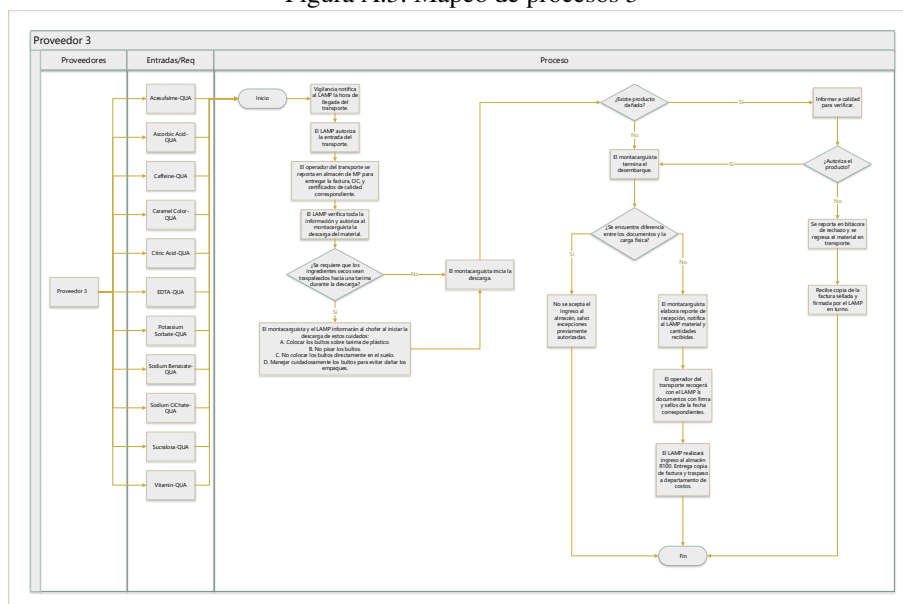 Figura A.3: Mapeo de procesos 3
Proveedor 3
Proveedores
Entradas/Req
Proceso
Proveedor 3
Acesufalme-QUA
Ascorbic Acid-
QUA
Caffeine-QUA
Caramel Color-
QUA
Citric Acid-QUA
EDTA-QUA
Potassium
Sorbate-QUA
Sodium Benzoate-
QUA
Sodium CiChate-
QUA
Sucralosa-QUA
Vitamin-QUA
Inicio
Vigilancia notifica
al LAMP la hora de
llegada del
transporte.
El LAMP autoriza
la entrada del
transporte.
El operador del transporte se
reporta en almacén de MP para
entregar la factura, OC, y
certificados de calidad
correspondiente.
El LAMP verifica toda la
información y autoriza al
montacarguista la
descarga del material.
¿Se requiere que los
ingredientes secos sean
traspaleados hacia una tarima
durante la descarga?
No
Si
El montacarguista y el LAMP informarán al chofer al iniciar la
descarga de estos cuidados:
A. Colocar los bultos sobre tarima de plástico.
B. No pisar los bultos.
C. No colocar los bultos directamente en el suelo.
D. Manejar cuidadosamente los bultos para evitar dañar los
empaques.
El montacarguista inicia la
descarga.
¿Existe producto
dañado?
Si
No
Informar a calidad
para verificar.
¿Autoriza el
producto?
Si
No
El montacarguista
termina el
desembarque.
¿Se encuentra diferencia
entre los documentos y la
carga física?
Si
No
No se acepta el
ingreso al
almacén, salvo
excepciones
previamente
autorizadas.
El montacarguista
elabora reporte de
recepción, notifica
al LAMP material y
cantidades
recibidas.
El operador del
transporte recogerá
con el LAMP ls
documentos con firma
y sellos de la fecha
correspondientes.
El LAMP realizará
ingreso al almacén
R100. Entrega copia
de factura y traspaso
a departamento de
costos.
Se reporta en bitácora
de rechazo y se
regresa el material en
transporte.
Recibe copia de la
factura sellada y
firmada por el LAMP
en turno.
Fin